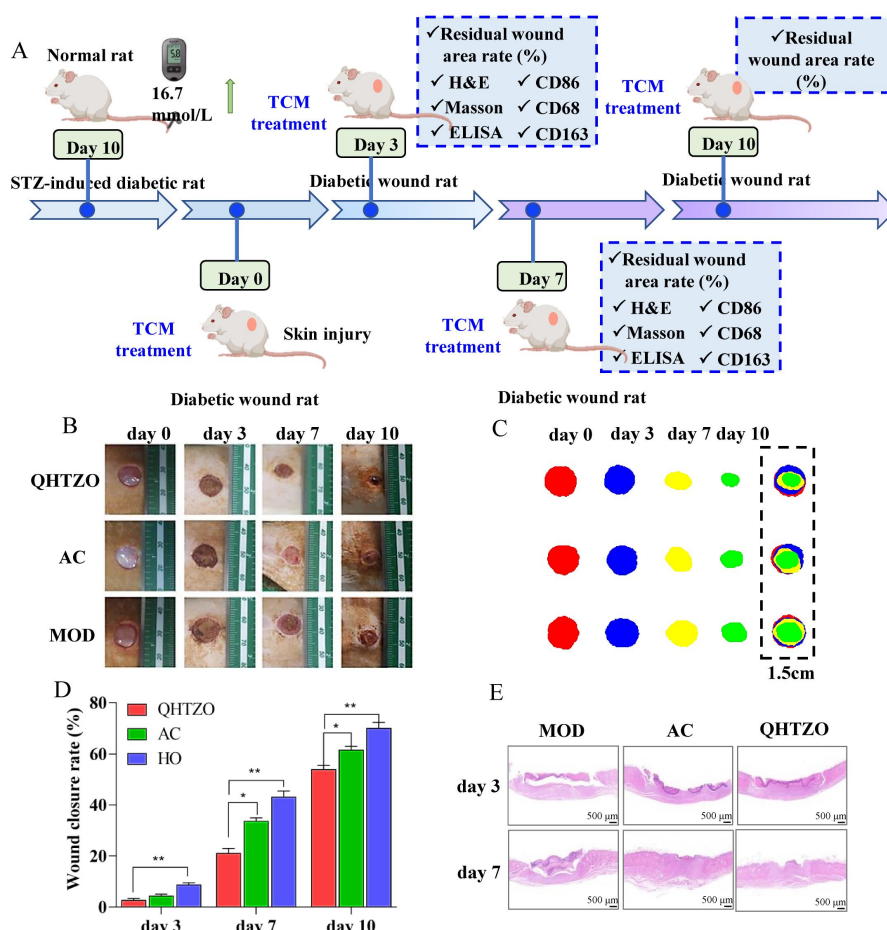 A
Normal rat
5.8
16.7
mmol/L
TCM
treatment
✓Residual wound
area rate (%)
✓ H&E ✓ CD86
✓Masson ✓ CD68
✓ELISA ✓ CD163
TCM
treatment
✓Residual
wound area rate
(%)
Day 10
Day 3
Day 10
STZ-induced diabetic rat
Diabetic wound rat
Diabetic wound rat
Day 0
Day 7
TCM
treatment
Skin injury
TCM
treatment
✓Residual wound
area rate (%)
✓ H&E ✓ CD86
✓Masson ✓ CD68
✓ ELISA ✓ CD163
Diabetic wound rat
Diabetic wound rat
B
day 0 day 3 day 7 day 10
QHTZO
AC
MOD
C
day 0 day 3 day 7 day 10
1.5cm
D
Wound closure rate (%)
80
60
40
20
0
QHTZO
AC
HO
**
*
**
*
**
day 3 day 7 day 10
E
MOD AC QHTZO
day 3
500 μm 500 μm 500 μm
day 7
500 μm 500 μm 500 μm